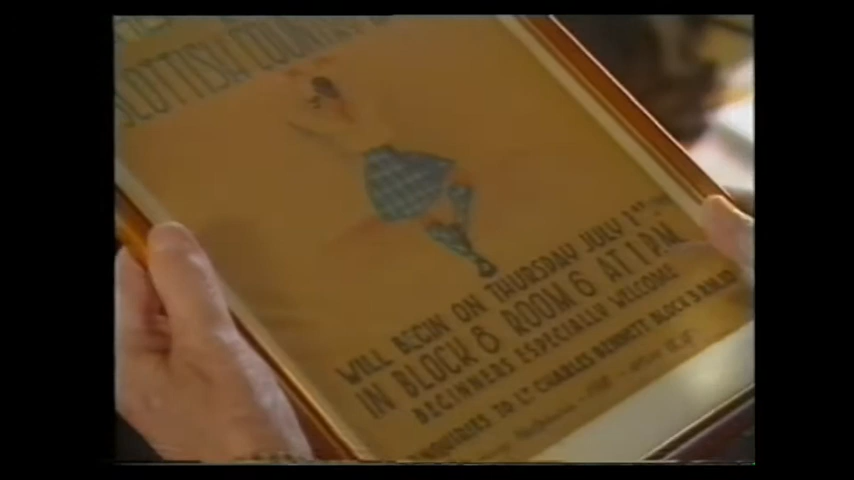 SCOTTISH COUNTRY
WILL BEGIN ON THURSDAY JULY 1ST
IN BLOCK 8 ROOM 6 AT 1 P.M.
BEGINNERS ESPECIALLY WELCOME
ENQUIRIES TO LT CHARLES BENNETT BLOCK 3